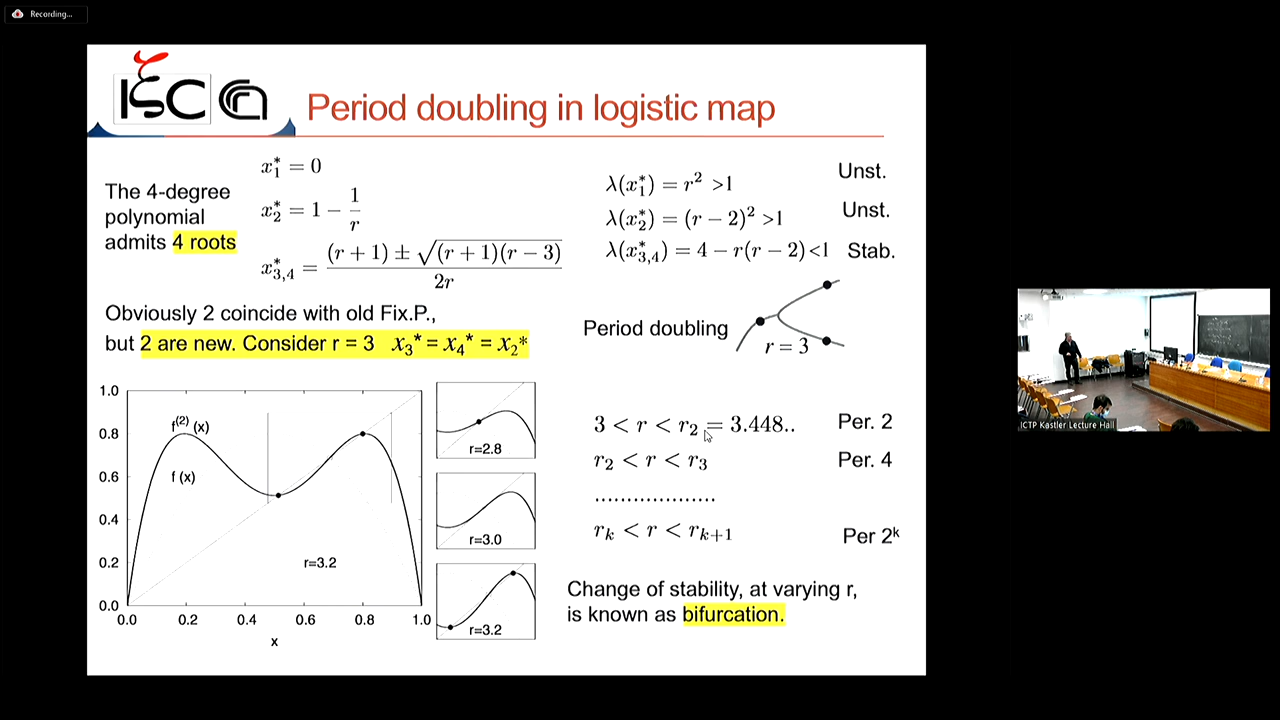 Recording...
ISC
Period doubling in logistic map
The 4-degree
polynomial
admits 4 roots
x₁* = 0
x₂* = 1 − 1/r
x₃,₄* = ((r + 1) ± √((r + 1)(r − 3)))/2r
λ(x₁*) = r² >1 Unst.
λ(x₂*) = (r − 2)² >1 Unst.
λ(x₃,₄*) = 4 − r(r − 2)<1 Stab.
Obviously 2 coincide with old Fix.P.,
but 2 are new. Consider r = 3 x₃* = x₄* = x₂*
Period doubling
r = 3
1.0
0.8
0.6
0.4
0.2
0.0
f⁽²⁾ (x)
f (x)
r=3.2
0.0 0.2 0.4 0.6 0.8 1.0
x
r=2.8
r=3.0
r=3.2
3 < r < r₂ = 3.448.. Per. 2
r₂ < r < r₃ Per. 4
...................
rₖ < r < rₖ₊₁ Per 2ᵏ
Change of stability, at varying r,
is known as bifurcation.
ICTP Kastler Lecture Hall